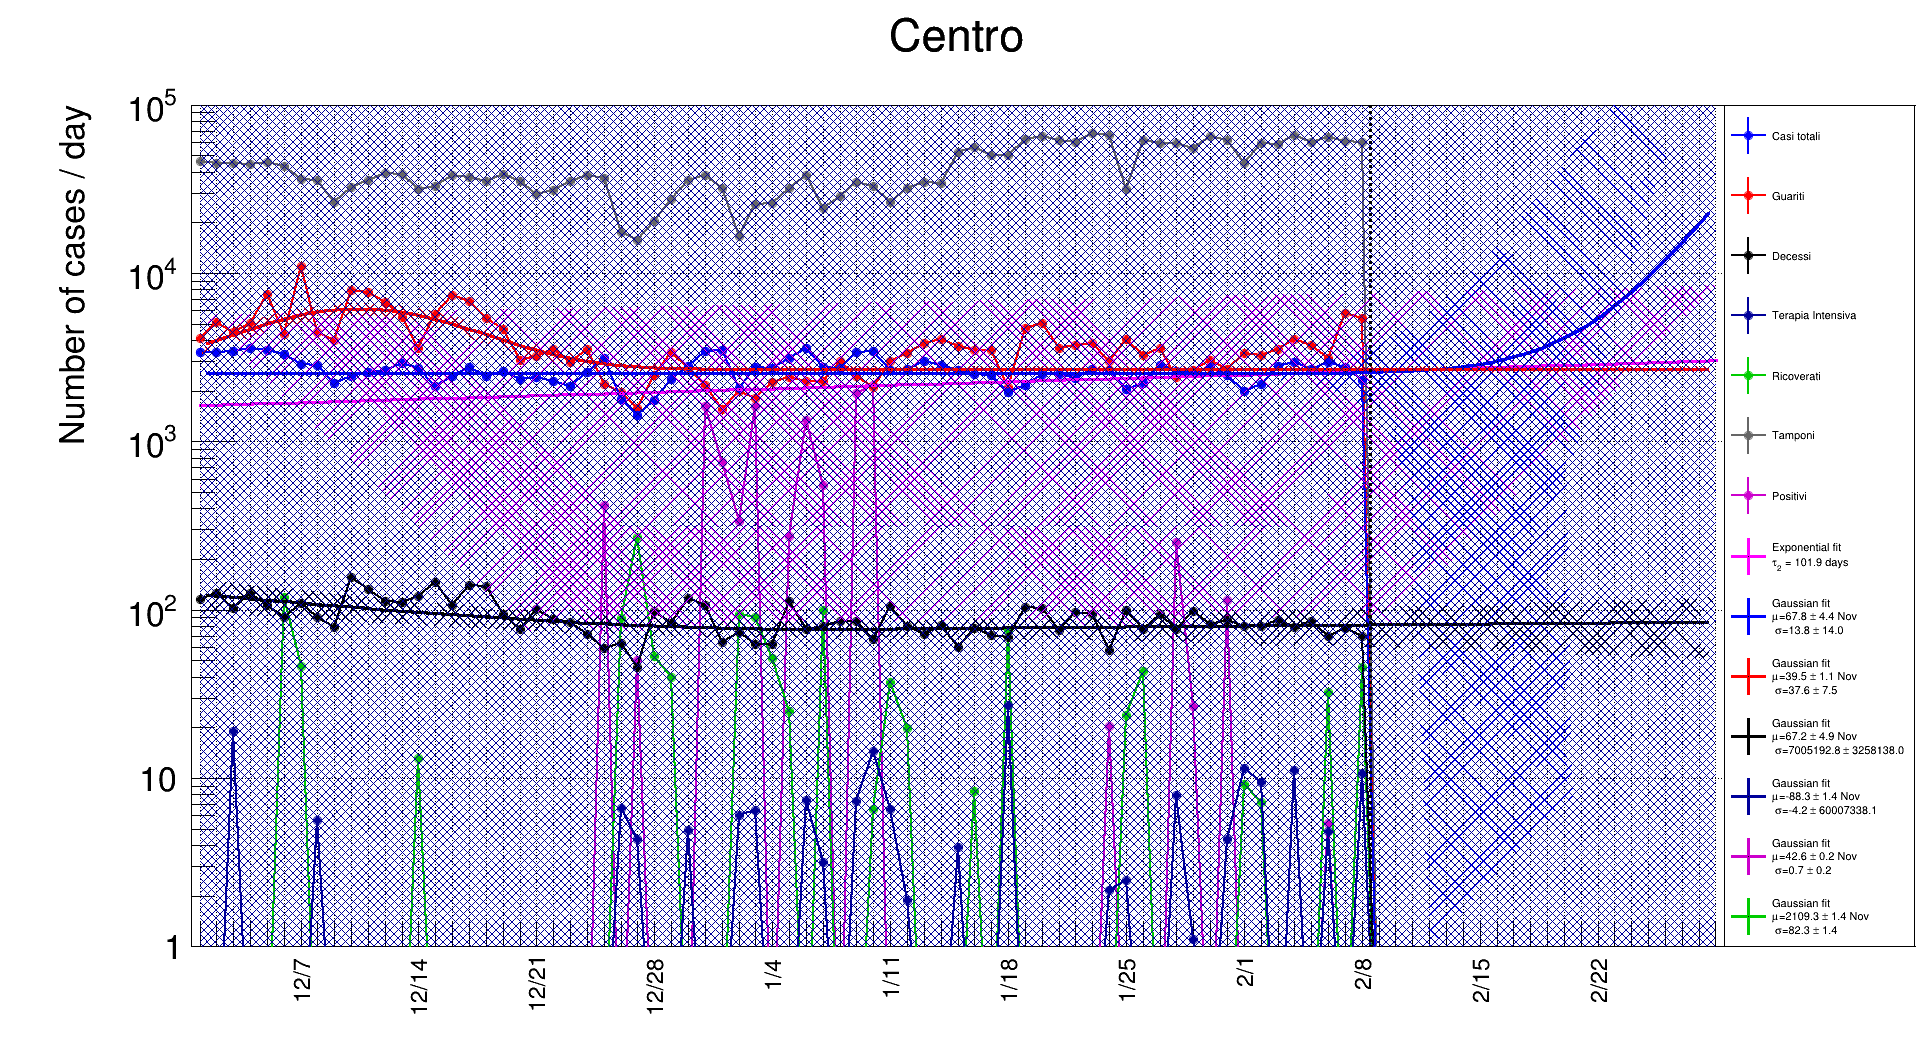 Centro
Number of cases / day
10^5
10^4
10^3
10^2
10
1
12/7
12/14
12/21
12/28
1/4
1/11
1/18
1/25
2/1
2/8
2/15
2/22
Casi totali
Guariti
Decessi
Terapia Intensiva
Ricoverati
Tamponi
Positivi
Exponential fit
τ_2 = 101.9 days
Gaussian fit
μ=67.8 ± 4.4 Nov
σ=13.8 ± 14.0
Gaussian fit
μ=39.5 ± 1.1 Nov
σ=37.6 ± 7.5
Gaussian fit
μ=67.2 ± 4.9 Nov
σ=7005192.8 ± 3258138.0
Gaussian fit
μ=-88.3 ± 1.4 Nov
σ=-4.2 ± 60007338.1
Gaussian fit
μ=42.6 ± 0.2 Nov
σ=0.7 ± 0.2
Gaussian fit
μ=2109.3 ± 1.4 Nov
σ=82.3 ± 1.4